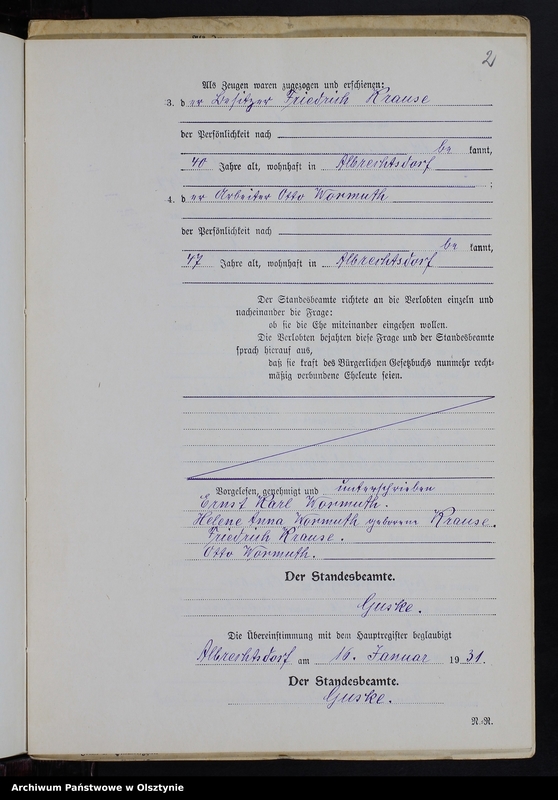 2
Als Zeugen waren zugezogen und erschienen:
3. der Besitzer Friedrich Krause
der Persönlichkeit nach
be kannt,
40 Jahre alt, wohnhaft in Albrechtsdorf
;
4. der Arbeiter Otto Wormuth
der Persönlichkeit nach
be kannt,
47 Jahre alt, wohnhaft in Albrechtsdorf
Der Standesbeamte richtete an die Verlobten einzeln und
nacheinander die Frage:
ob sie die Ehe miteinander eingehen wollen.
Die Verlobten bejahten diese Frage und der Standesbeamte
sprach hierauf aus,
daß sie kraft des Bürgerlichen Gesetzbuchs nunmehr recht-
mäßig verbundene Eheleute seien.
Vorgelesen, genehmigt und unterschrieben
Ernst Karl Wormuth.
Helene Anna Wormuth geborene Krause.
Friedrich Krause.
Otto Wormuth.
Der Standesbeamte.
Guske.
Die Übereinstimmung mit dem Hauptregister beglaubigt
Albrechtsdorf am 16. Januar 1931.
Der Standesbeamte.
Guske.
R./R.
Archiwum Państwowe w Olsztynie